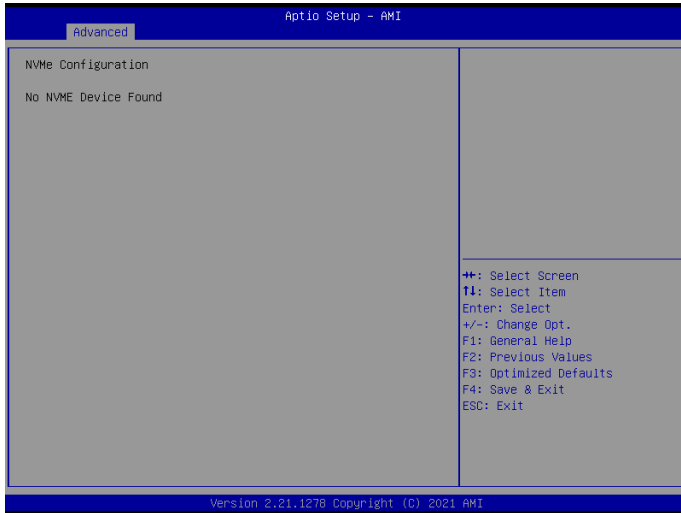 Aptio Setup – AMI
Advanced
NVMe Configuration
No NVME Device Found
→←: Select Screen
↑↓: Select Item
Enter: Select
+/-: Change Opt.
F1: General Help
F2: Previous Values
F3: Optimized Defaults
F4: Save & Exit
ESC: Exit
Version 2.21.1278 Copyright (C) 2021 AMI